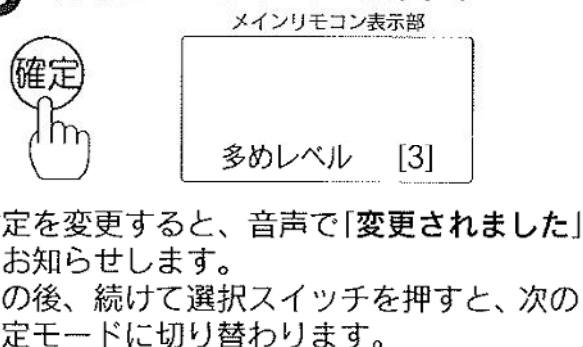 メインリモコン表示部
確定
多めレベル [3]
定を変更すると、音声で「変更されました」
お知らせします。
の後、続けて選択スイッチを押すと、次の
定モードに切り替わります。